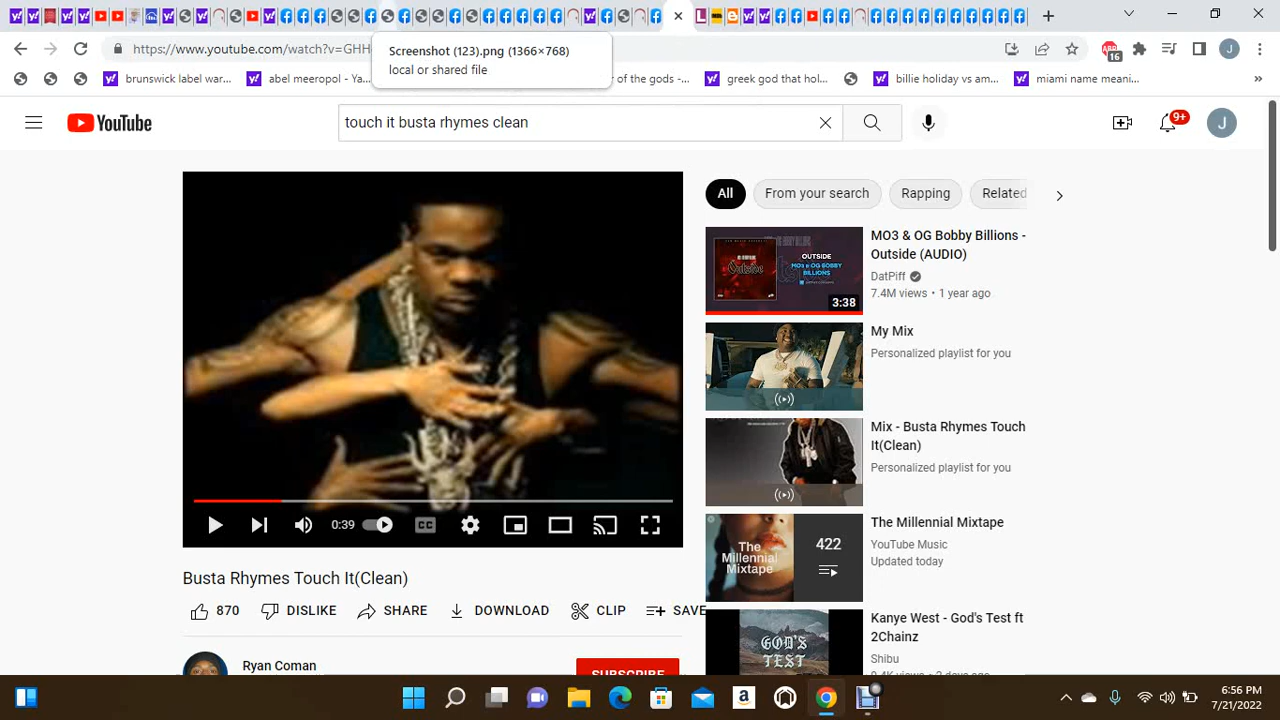 https://www.youtube.com/watch?v=GHH
Screenshot (123).png (1366×768)
local or shared file
16
J
brunswick label war...
abel meeropol - Ya...
r of the gods -...
greek god that hol...
billie holiday vs am...
miami name meani...
»
YouTube
touch it busta rhymes clean
9+
J
All
From your search
Rapping
Related
OUTSIDE
MO3 & OG BOBBY
BILLIONS
Outside
3:38
MO3 & OG Bobby Billions -
Outside (AUDIO)
DatPiff
7.4M views • 1 year ago
My Mix
Personalized playlist for you
Mix - Busta Rhymes Touch
It(Clean)
Personalized playlist for you
The
Millennial
Mixtape
422
The Millennial Mixtape
YouTube Music
Updated today
GOD'S
TEST
Kanye West - God's Test ft
2Chainz
Shibu
0:39
CC
Busta Rhymes Touch It(Clean)
870
DISLIKE
SHARE
DOWNLOAD
CLIP
SAVE
Ryan Coman
SUBSCRIBE
6:56 PM
7/21/2022